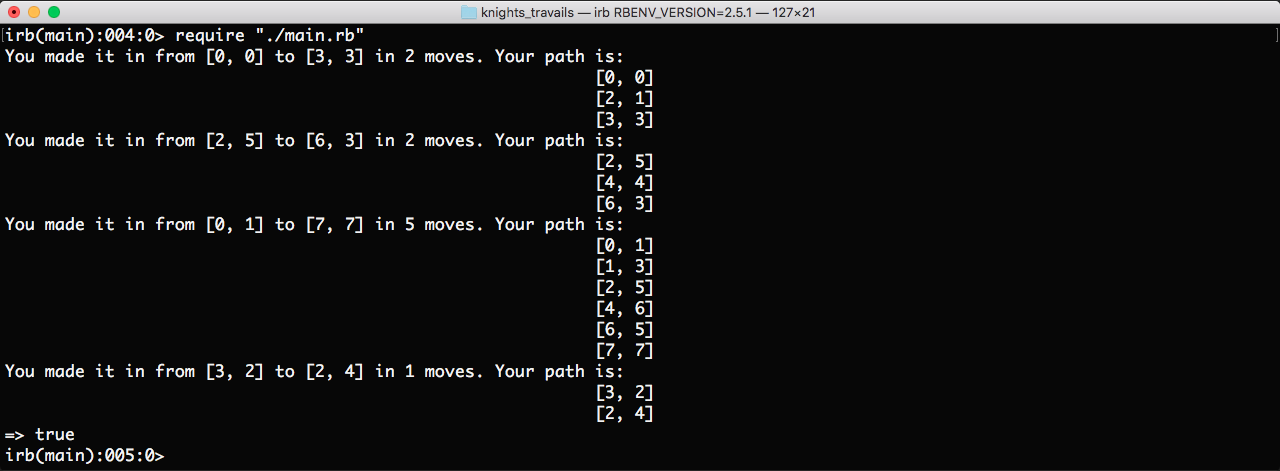 knights_travails — irb RBENV_VERSION=2.5.1 — 127×21
[irb(main):004:0> require "./main.rb" ]
You made it in from [0, 0] to [3, 3] in 2 moves. Your path is:
[0, 0]
[2, 1]
[3, 3]
You made it in from [2, 5] to [6, 3] in 2 moves. Your path is:
[2, 5]
[4, 4]
[6, 3]
You made it in from [0, 1] to [7, 7] in 5 moves. Your path is:
[0, 1]
[1, 3]
[2, 5]
[4, 6]
[6, 5]
[7, 7]
You made it in from [3, 2] to [2, 4] in 1 moves. Your path is:
[3, 2]
[2, 4]
=> true
irb(main):005:0>